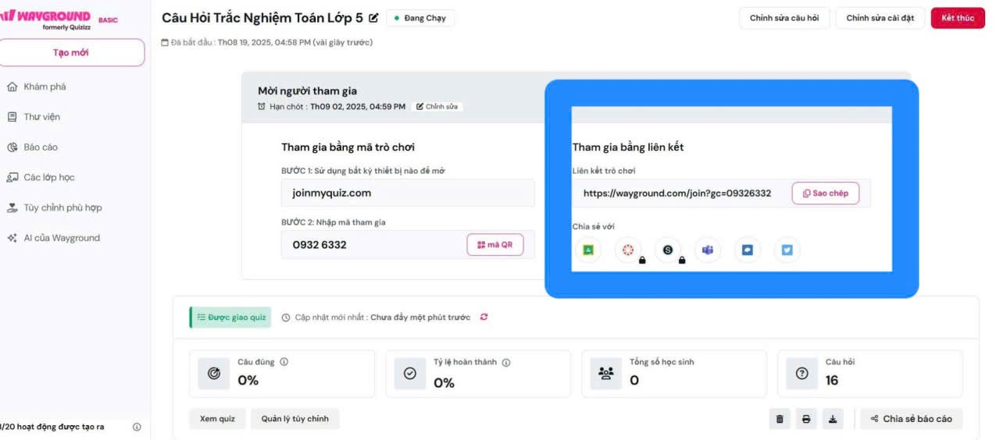 WAYGROUND BASIC
formerly Quizizz
Tạo mới
Khám phá
Thư viện
Báo cáo
Các lớp học
Tùy chỉnh phù hợp
AI của Wayground
/20 hoạt động được tạo ra
Câu Hỏi Trắc Nghiệm Toán Lớp 5
Đang Chạy
Chỉnh sửa câu hỏi
Chỉnh sửa cài đặt
Kết thúc
Đã bắt đầu : Th08 19, 2025, 04:58 PM (vài giây trước)
Mời người tham gia
Hạn chót : Th09 02, 2025, 04:59 PM Chỉnh sửa
Tham gia bằng mã trò chơi
BƯỚC 1: Sử dụng bất kỳ thiết bị nào để mở
joinmyquiz.com
BƯỚC 2: Nhập mã tham gia
0932 6332 mã QR
Tham gia bằng liên kết
Liên kết trò chơi
https://wayground.com/join?gc=09326332 Sao chép
Chia sẻ với
Được giao quiz
Cập nhật mới nhất : Chưa đầy một phút trước
Câu đúng
0%
Tỷ lệ hoàn thành
0%
Tổng số học sinh
0
Câu hỏi
16
Xem quiz
Quản lý tùy chỉnh
Chia sẻ báo cáo